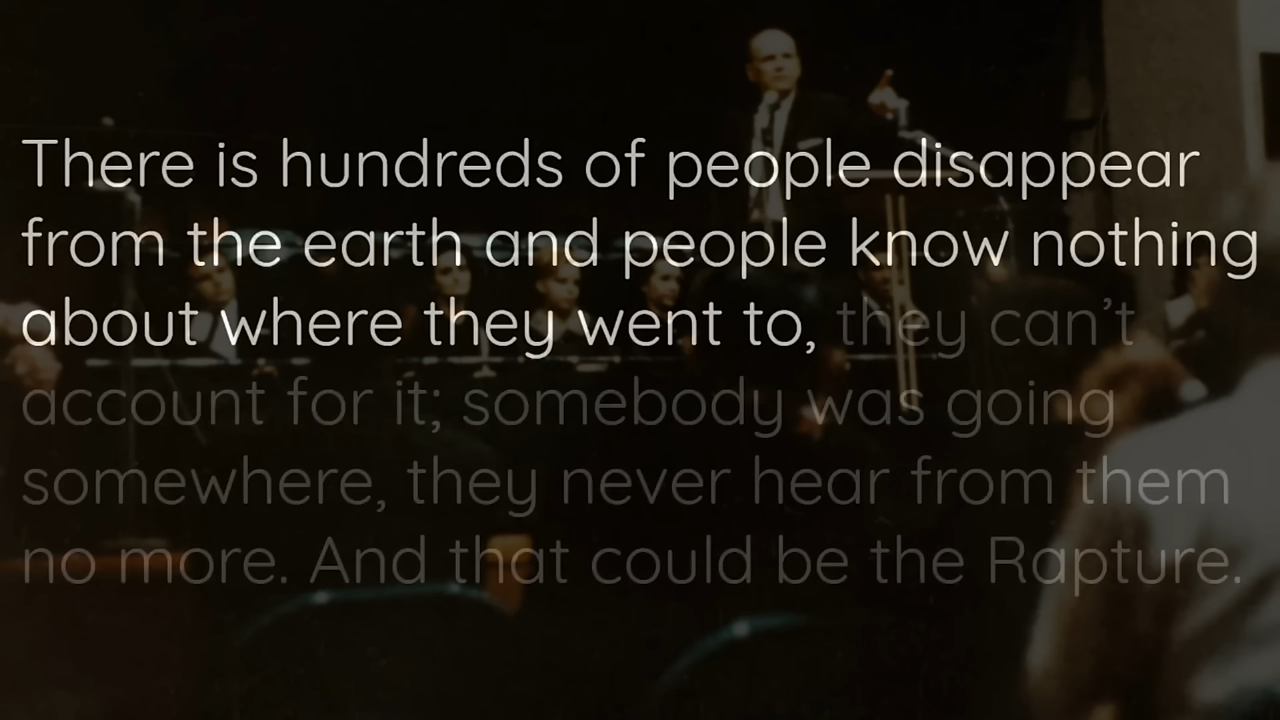 There is hundreds of people disappear
from the earth and people know nothing
about where they went to, they can’t
account for it; somebody was going
somewhere, they never hear from them
no more. And that could be the Rapture.